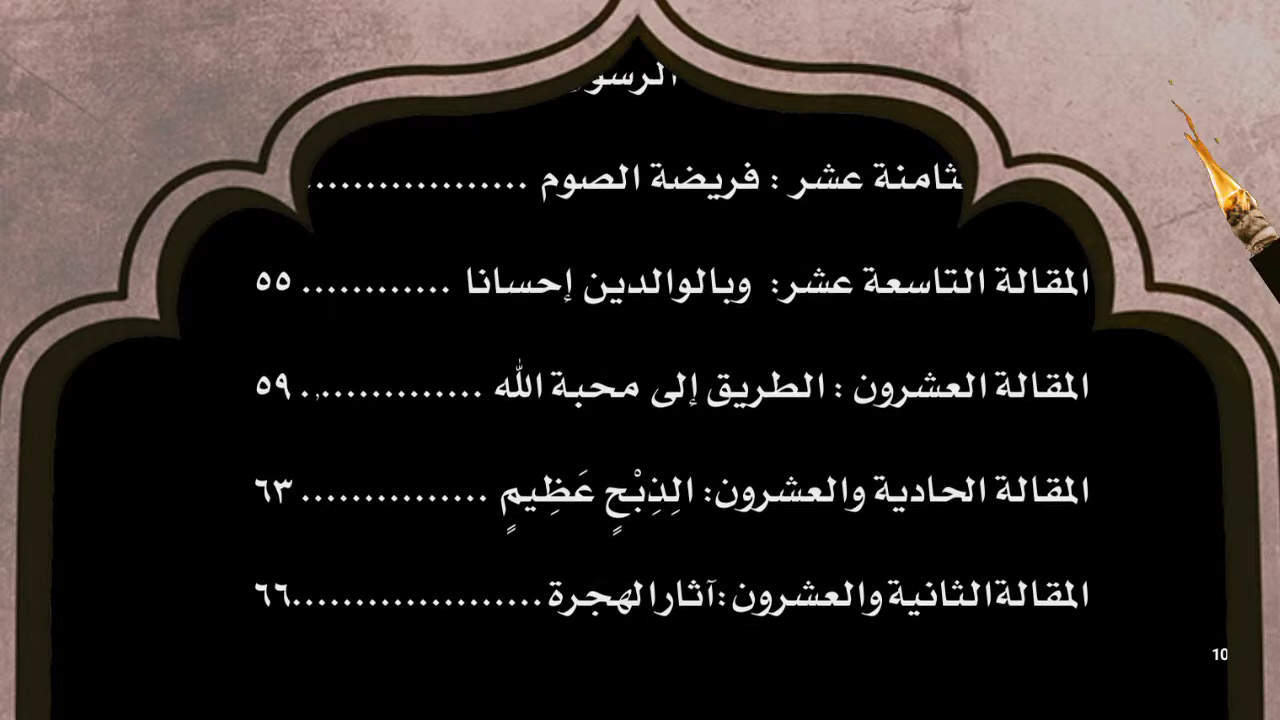 عشر : فريضة الصوم ..................
المقالة التاسعة عشر: وبالوالدين إحسانا ............ ٥٥
المقالة العشرون : الطريق إلى محبة الله .............. ٥٩
المقالة الحادية والعشرون: الِذِبْحٍ عَظِيمٍ ............... ٦٣
المقالة الثانية والعشرون :آثار الهجرة....................٦٦
10